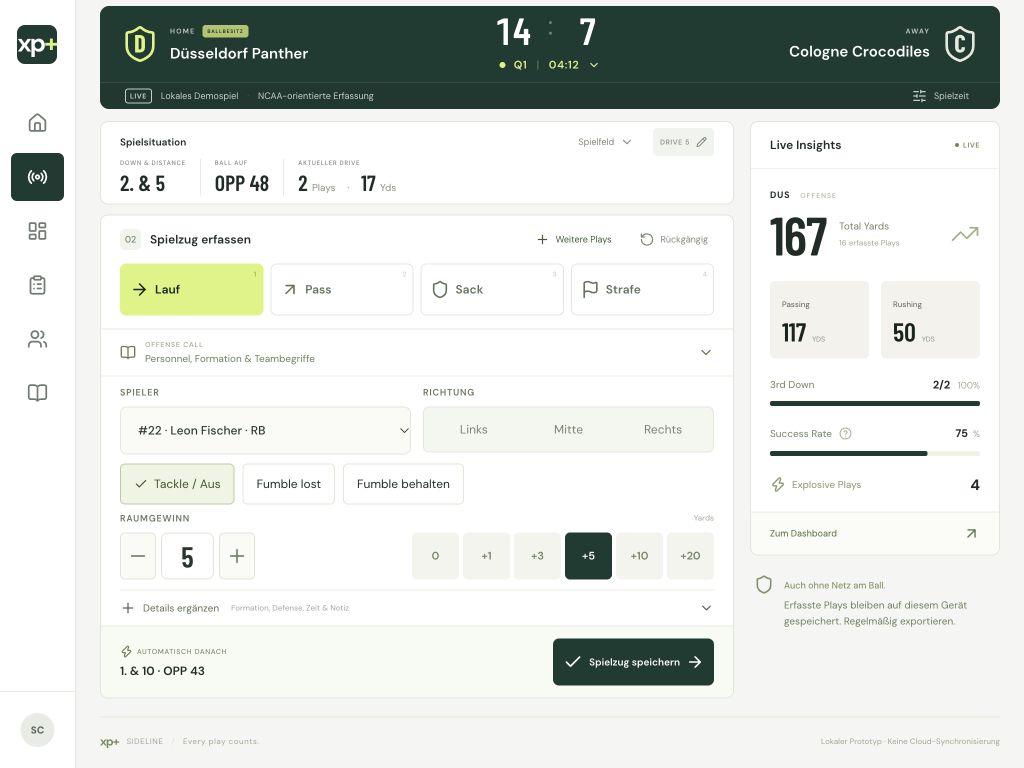 xp+
HOME BALLBESITZ
D Düsseldorf Panther
14 : 7
Q1 | 04:12
AWAY
Cologne Crocodiles C
LIVE Lokales Demospiel · NCAA-orientierte Erfassung
Spielzeit
Spielsituation
Spielfeld
DRIVE 5
DOWN & DISTANCE BALL AUF AKTUELLER DRIVE
2. & 5 OPP 48 2 Plays · 17 Yds
02 Spielzug erfassen
Weitere Plays
Rückgängig
Lauf 1
Pass 2
Sack 3
Strafe 4
OFFENSE CALL
Personnel, Formation & Teambegriffe
SPIELER
#22 · Leon Fischer · RB
RICHTUNG
Links Mitte Rechts
Tackle / Aus Fumble lost Fumble behalten
RAUMGEWINN Yards
5
0 +1 +3 +5 +10 +20
Details ergänzen Formation, Defense, Zeit & Notiz
AUTOMATISCH DANACH
1. & 10 · OPP 43
Spielzug speichern
Live Insights LIVE
DUS OFFENSE
167 Total Yards
16 erfasste Plays
Passing
117 YDS
Rushing
50 YDS
3rd Down 2/2 100%
Success Rate ? 75 %
Explosive Plays 4
Zum Dashboard
Auch ohne Netz am Ball.
Erfasste Plays bleiben auf diesem Gerät
gespeichert. Regelmäßig exportieren.
SC
xp+ SIDELINE / Every play counts.
Lokaler Prototyp · Keine Cloud-Synchronisierung